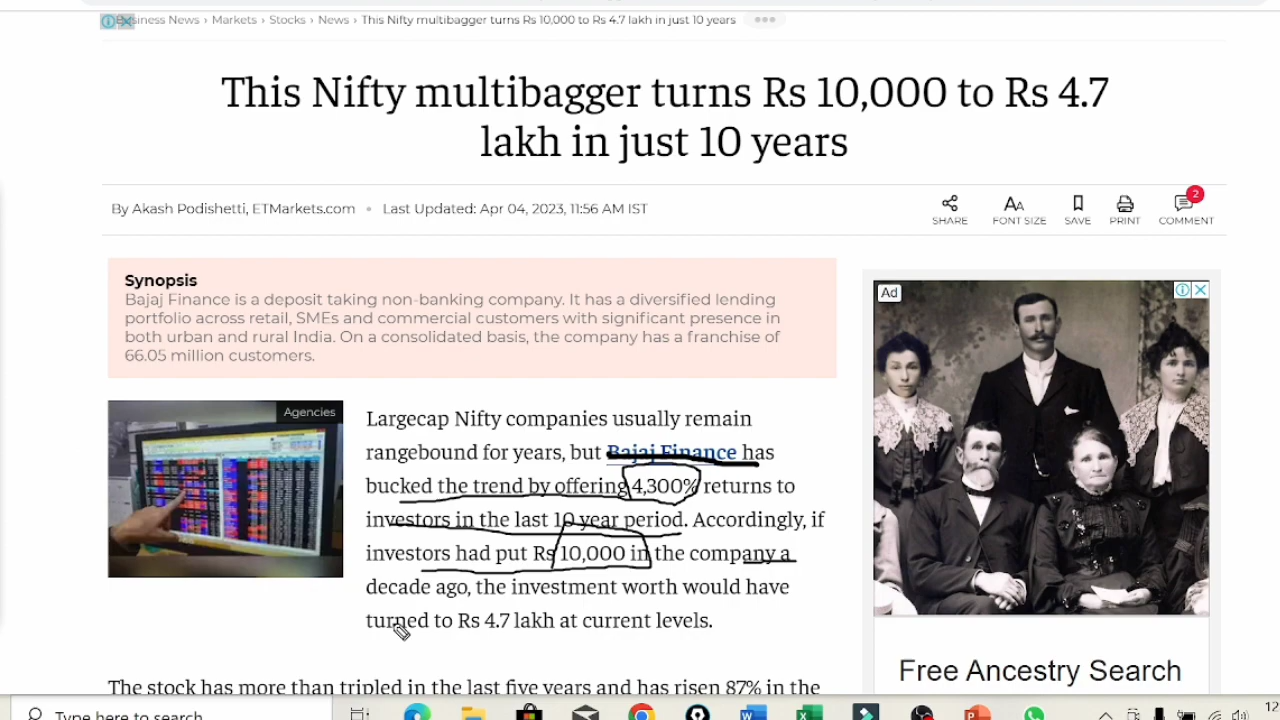 Business News › Markets › Stocks › News › This Nifty multibagger turns Rs 10,000 to Rs 4.7 lakh in just 10 years
This Nifty multibagger turns Rs 10,000 to Rs 4.7
lakh in just 10 years
By Akash Podishetti, ETMarkets.com • Last Updated: Apr 04, 2023, 11:56 AM IST
SHARE
FONT SIZE
SAVE
PRINT
2
COMMENT
Synopsis
Bajaj Finance is a deposit taking non-banking company. It has a diversified lending
portfolio across retail, SMEs and commercial customers with significant presence in
both urban and rural India. On a consolidated basis, the company has a franchise of
66.05 million customers.
Agencies
Largecap Nifty companies usually remain
rangebound for years, but Bajaj Finance has
bucked the trend by offering 4,300% returns to
investors in the last 10 year period. Accordingly, if
investors had put Rs 10,000 in the company a
decade ago, the investment worth would have
turned to Rs 4.7 lakh at current levels.
The stock has more than tripled in the last five years and has risen 87% in the
Ad
Free Ancestry Search
Type here to search
12